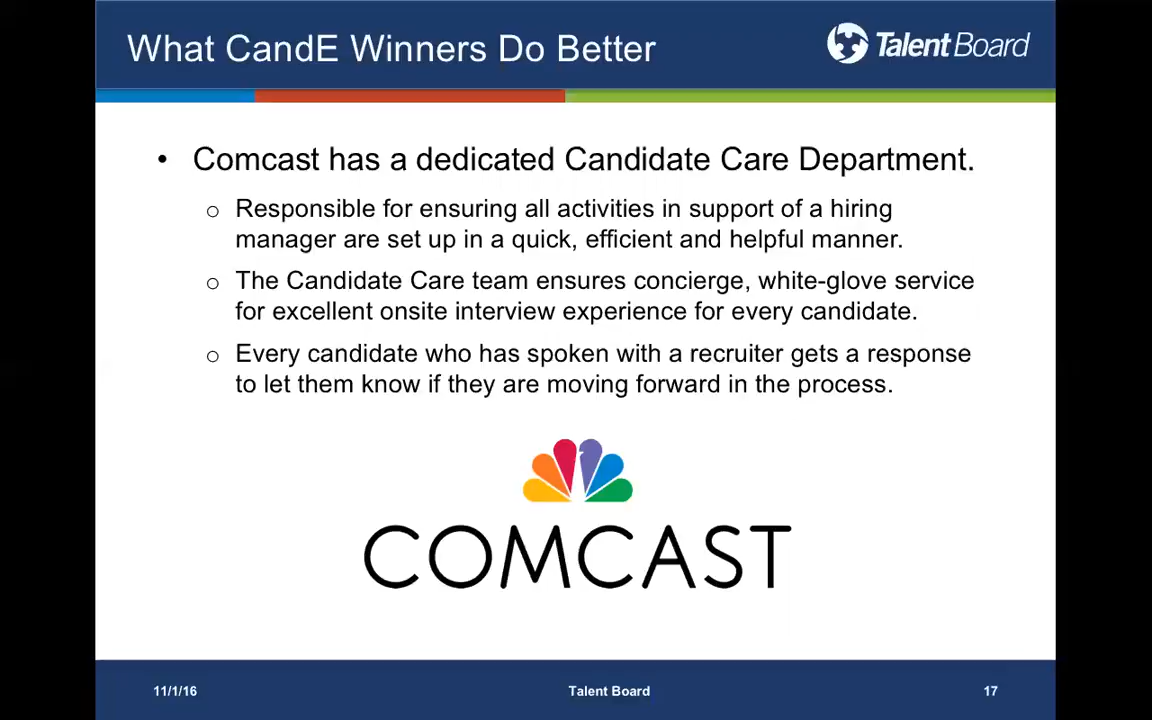 What CandE Winners Do Better
Talent Board
• Comcast has a dedicated Candidate Care Department.
o Responsible for ensuring all activities in support of a hiring
manager are set up in a quick, efficient and helpful manner.
o The Candidate Care team ensures concierge, white-glove service
for excellent onsite interview experience for every candidate.
o Every candidate who has spoken with a recruiter gets a response
to let them know if they are moving forward in the process.
COMCAST
11/1/16
Talent Board
17